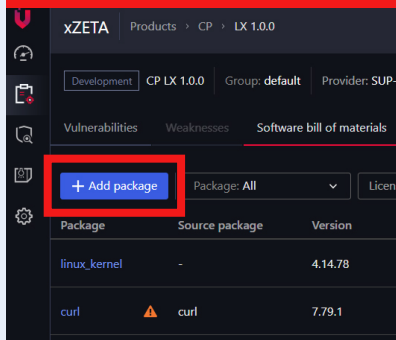 xZETA Products > CP > LX 1.0.0
Development CP LX 1.0.0 Group: default Provider: SUP-
Vulnerabilities Weaknesses Software bill of materials
+ Add package Package: All Licen
Package Source package Version
linux_kernel - 4.14.78
curl curl 7.79.1